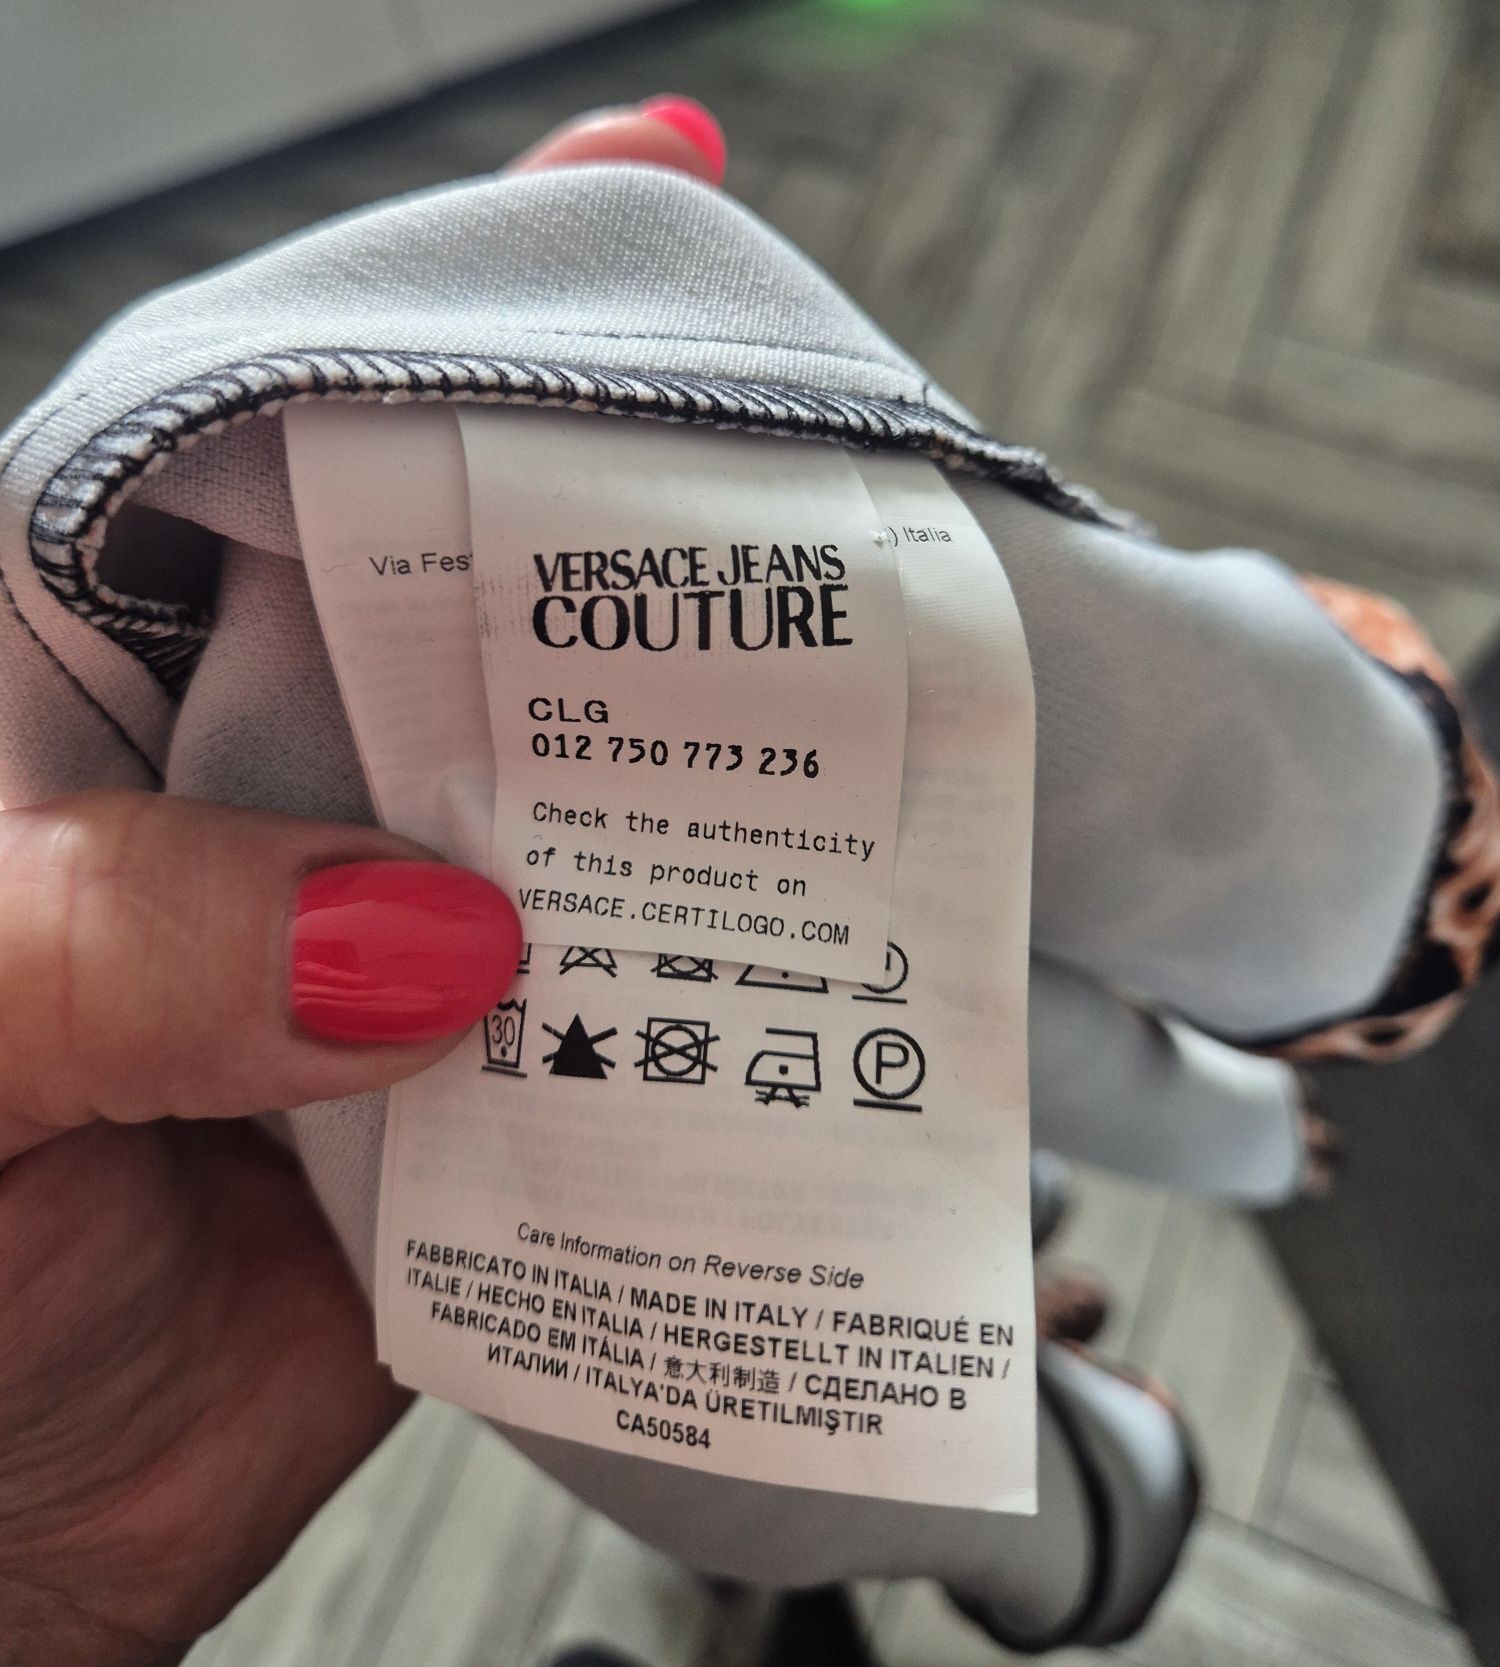 Via Fes
) Italia
VERSACE JEANS
COUTURE
CLG
012 750 773 236
Check the authenticity
of this product on
VERSACE.CERTILOGO.COM
30
P
Care Information on Reverse Side
FABBRICATO IN ITALIA / MADE IN ITALY / FABRIQUÉ EN
ITALIE / HECHO EN ITALIA / HERGESTELLT IN ITALIEN /
FABRICADO EM ITÁLIA / 意大利制造 / СДЕЛАНО В
ИТАЛИИ / ITALYA'DA ÜRETILMIŞTIR
CA50584